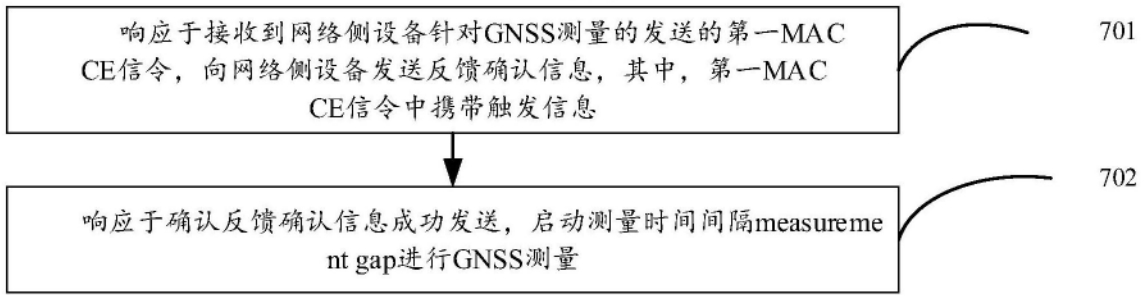 响应于接收到网络侧设备针对GNSS测量的发送的第一MAC
CE信令，向网络侧设备发送反馈确认信息，其中，第一MAC
CE信令中携带触发信息
701
响应于确认反馈确认信息成功发送，启动测量时间间隔measureme
nt gap进行GNSS测量
702